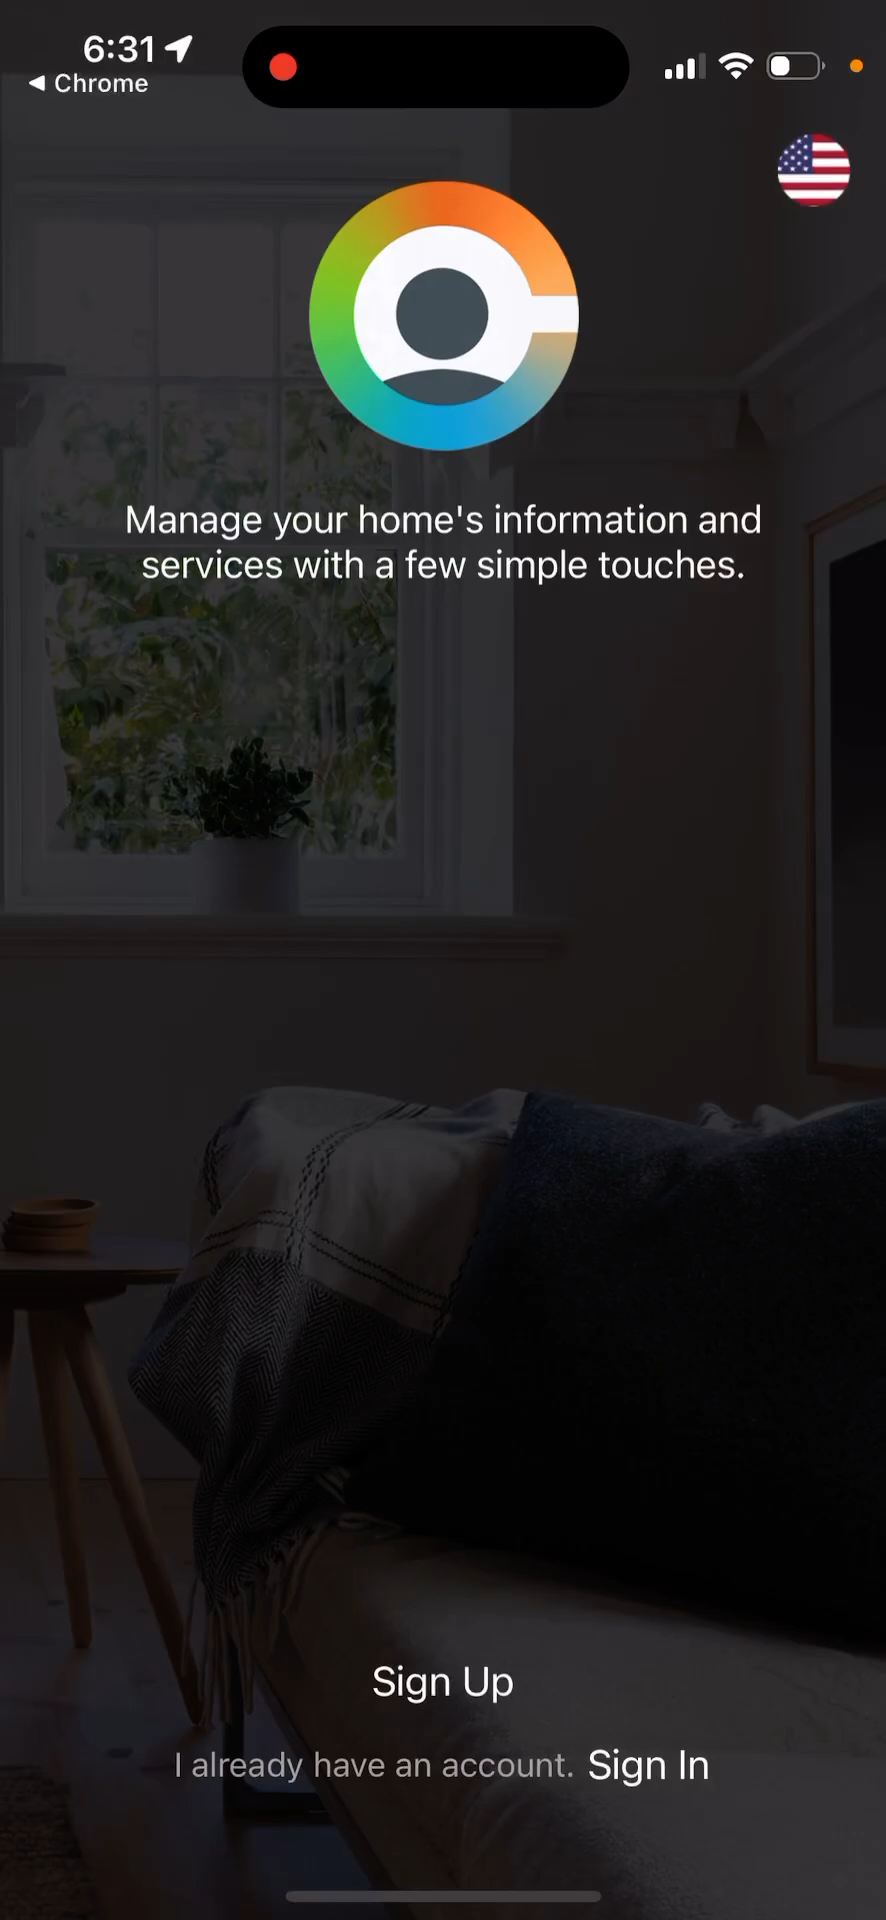 6:31
Chrome
Manage your home's information and
services with a few simple touches.
Sign Up
I already have an account. Sign In